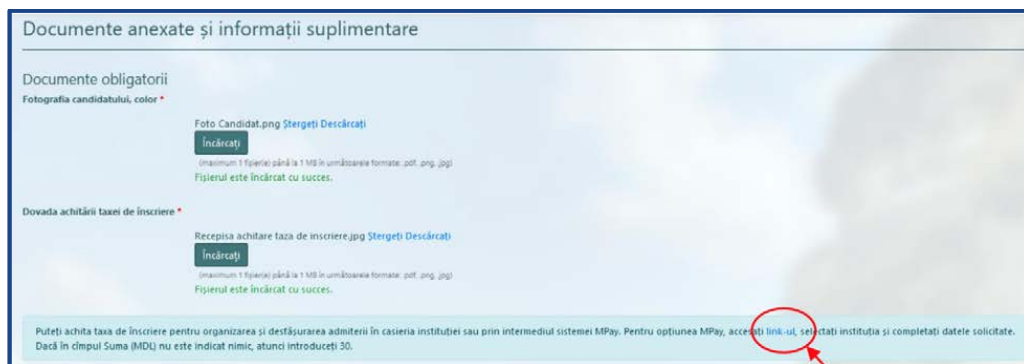 Documente anexate și informații suplimentare
Documente obligatorii
Fotografia candidatului, color *
Foto Candidat.png Ștergeți Descărcați
Încărcați
(maximum 1 fișier(e) până la 1 MB în următoarele formate: .pdf, .png, .jpg)
Fișierul este încărcat cu succes.
Dovada achitării taxei de înscriere *
Recepisa achitare taza de inscriere.jpg Ștergeți Descărcați
Încărcați
(maximum 1 fișier(e) până la 1 MB în următoarele formate: .pdf, .png, .jpg)
Fișierul este încărcat cu succes.
Puteți achita taxa de înscriere pentru organizarea și desfășurarea admiterii în casieria instituției sau prin intermediul sistemei MPay. Pentru opțiunea MPay, accesați link-ul, selectați instituția și completați datele solicitate.
Dacă în cîmpul Suma (MDL) nu este indicat nimic, atunci introduceți 30.